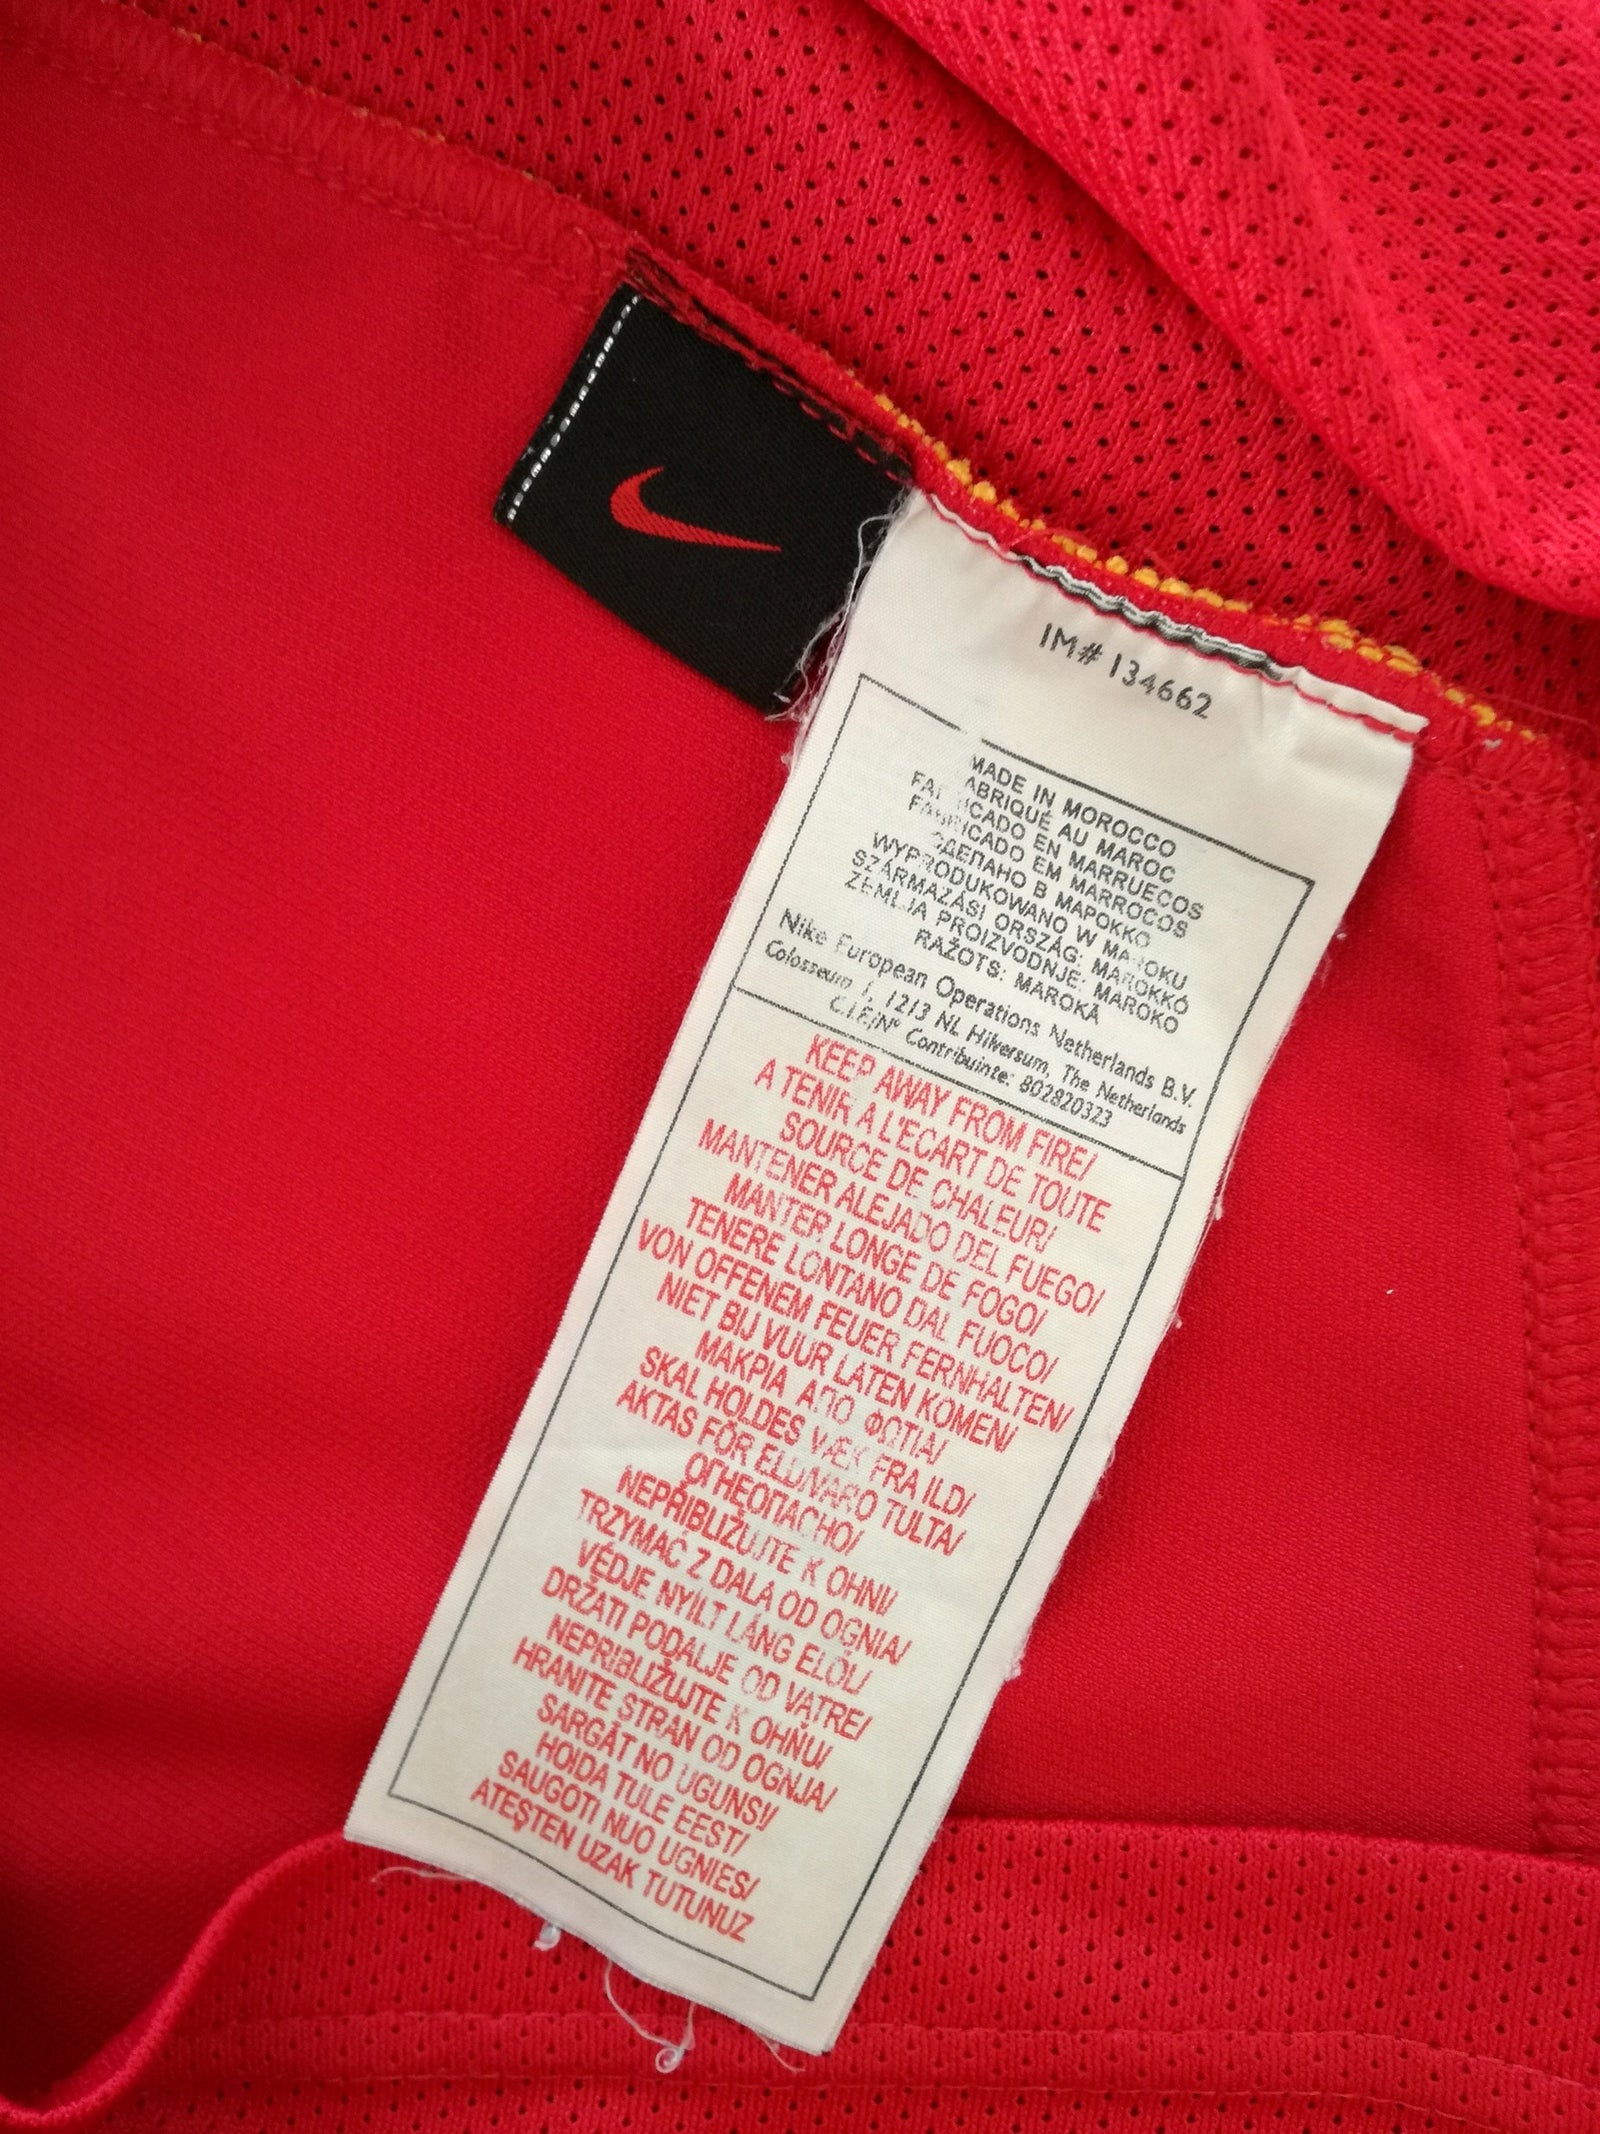 IM# 134662
MADE IN MOROCCO
FABRIQUÉ AU MAROC
FABRICADO EN MARRUECOS
FABRICADO EM MARROCOS
СДЕЛАНО В МАРОККО
WYPRODUKOWANO W MAROKU
SZÁRMAZÁSI ORSZÁG: MAROKKÓ
ZEMLJA PROIZVODNJE: MAROKO
RAŽOTS: MAROKĀ
Nike European Operations Netherlands B.V.
Colosseum 1, 1213 NL Hilversum, The Netherlands
C.I.F./N° Contribuinte: 802820323
KEEP AWAY FROM FIRE/
A TENIR A L'ECART DE TOUTE
SOURCE DE CHALEUR/
MANTENER ALEJADO DEL FUEGO/
MANTER LONGE DE FOGO/
TENERE LONTANO DAL FUOCO/
VON OFFENEM FEUER FERNHALTEN/
NIET BIJ VUUR LATEN KOMEN/
ΜΑΚΡΙΑ ΑΠΟ ΦΩΤΙΑ/
SKAL HOLDES VÆK FRA ILD/
AKTAS FÖR ELD/VARO TULTA/
ОГНЕОПАСНО/
NEPŘIBLIŽUJTE K OHNI/
TRZYMAĆ Z DALA OD OGNIA/
VÉDJE NYÍLT LÁNG ELŐL/
DRŽATI PODALJE OD VATRE/
NEPRIBLIŽUJTE K OHŇU/
HRANITE STRAN OD OGNJA/
SARGĀT NO UGUNS!/
HOIDA TULE EEST/
SAUGOTI NUO UGNIES/
ATEŞTEN UZAK TUTUNUZ